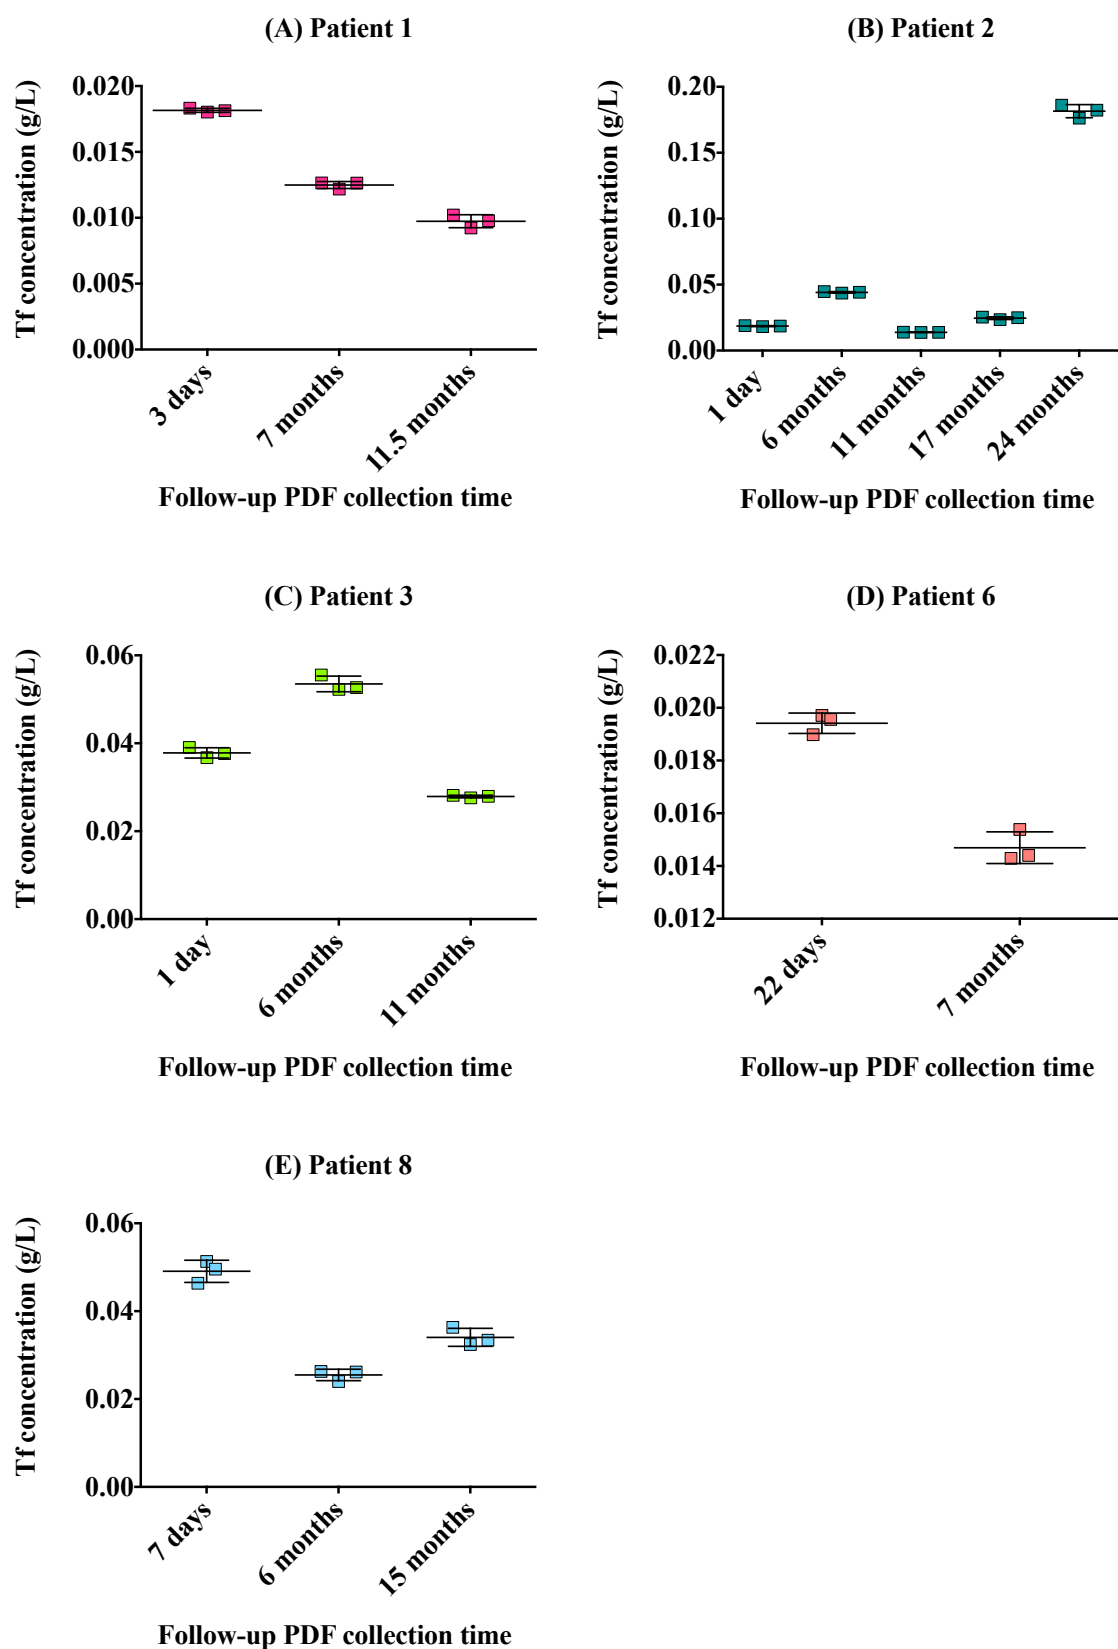 (A) Patient 1
Tf concentration (g/L)
0.020
0.015
0.010
0.005
0.000
3 days
7 months
11.5 months
Follow-up PDF collection time
(B) Patient 2
Tf concentration (g/L)
0.20
0.15
0.10
0.05
0.00
1 day
6 months
11 months
17 months
24 months
Follow-up PDF collection time
(C) Patient 3
Tf concentration (g/L)
0.06
0.04
0.02
0.00
1 day
6 months
11 months
Follow-up PDF collection time
(D) Patient 6
Tf concentration (g/L)
0.022
0.020
0.018
0.016
0.014
0.012
22 days
7 months
Follow-up PDF collection time
(E) Patient 8
Tf concentration (g/L)
0.06
0.04
0.02
0.00
7 days
6 months
15 months
Follow-up PDF collection time